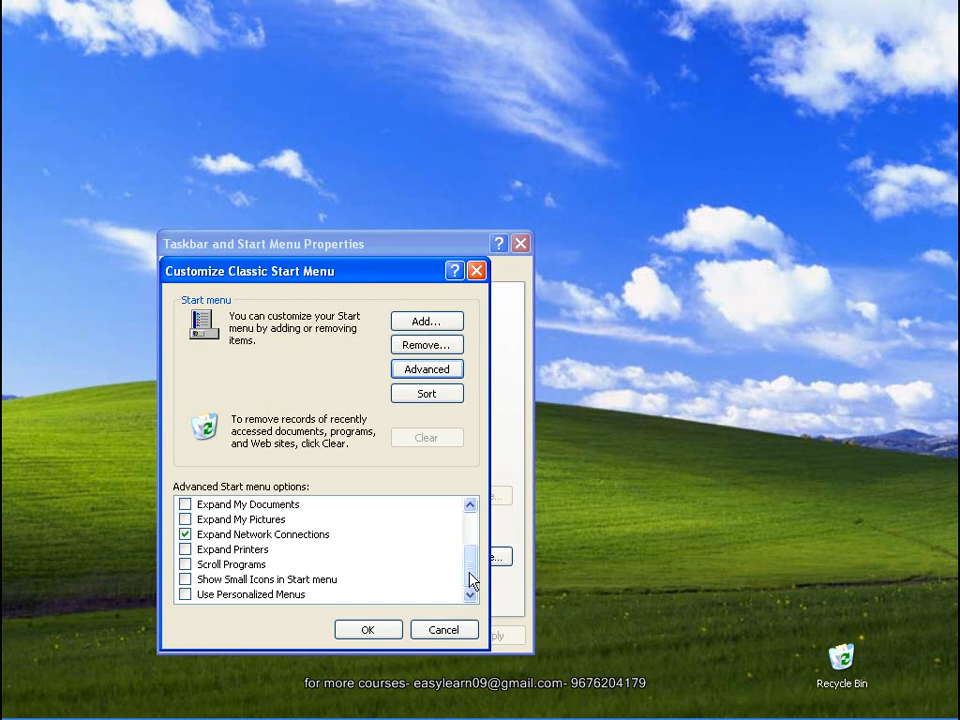 Taskbar and Start Menu Properties
Customize Classic Start Menu
Start menu
You can customize your Start
menu by adding or removing
items.
Add...
Remove...
Advanced
Sort
To remove records of recently
accessed documents, programs,
and Web sites, click Clear.
Clear
Advanced Start menu options:
Expand My Documents
Expand My Pictures
Expand Network Connections
Expand Printers
Scroll Programs
Show Small Icons in Start menu
Use Personalized Menus
OK
Cancel
Recycle Bin
for more courses- easylearn09@gmail.com- 9676204179